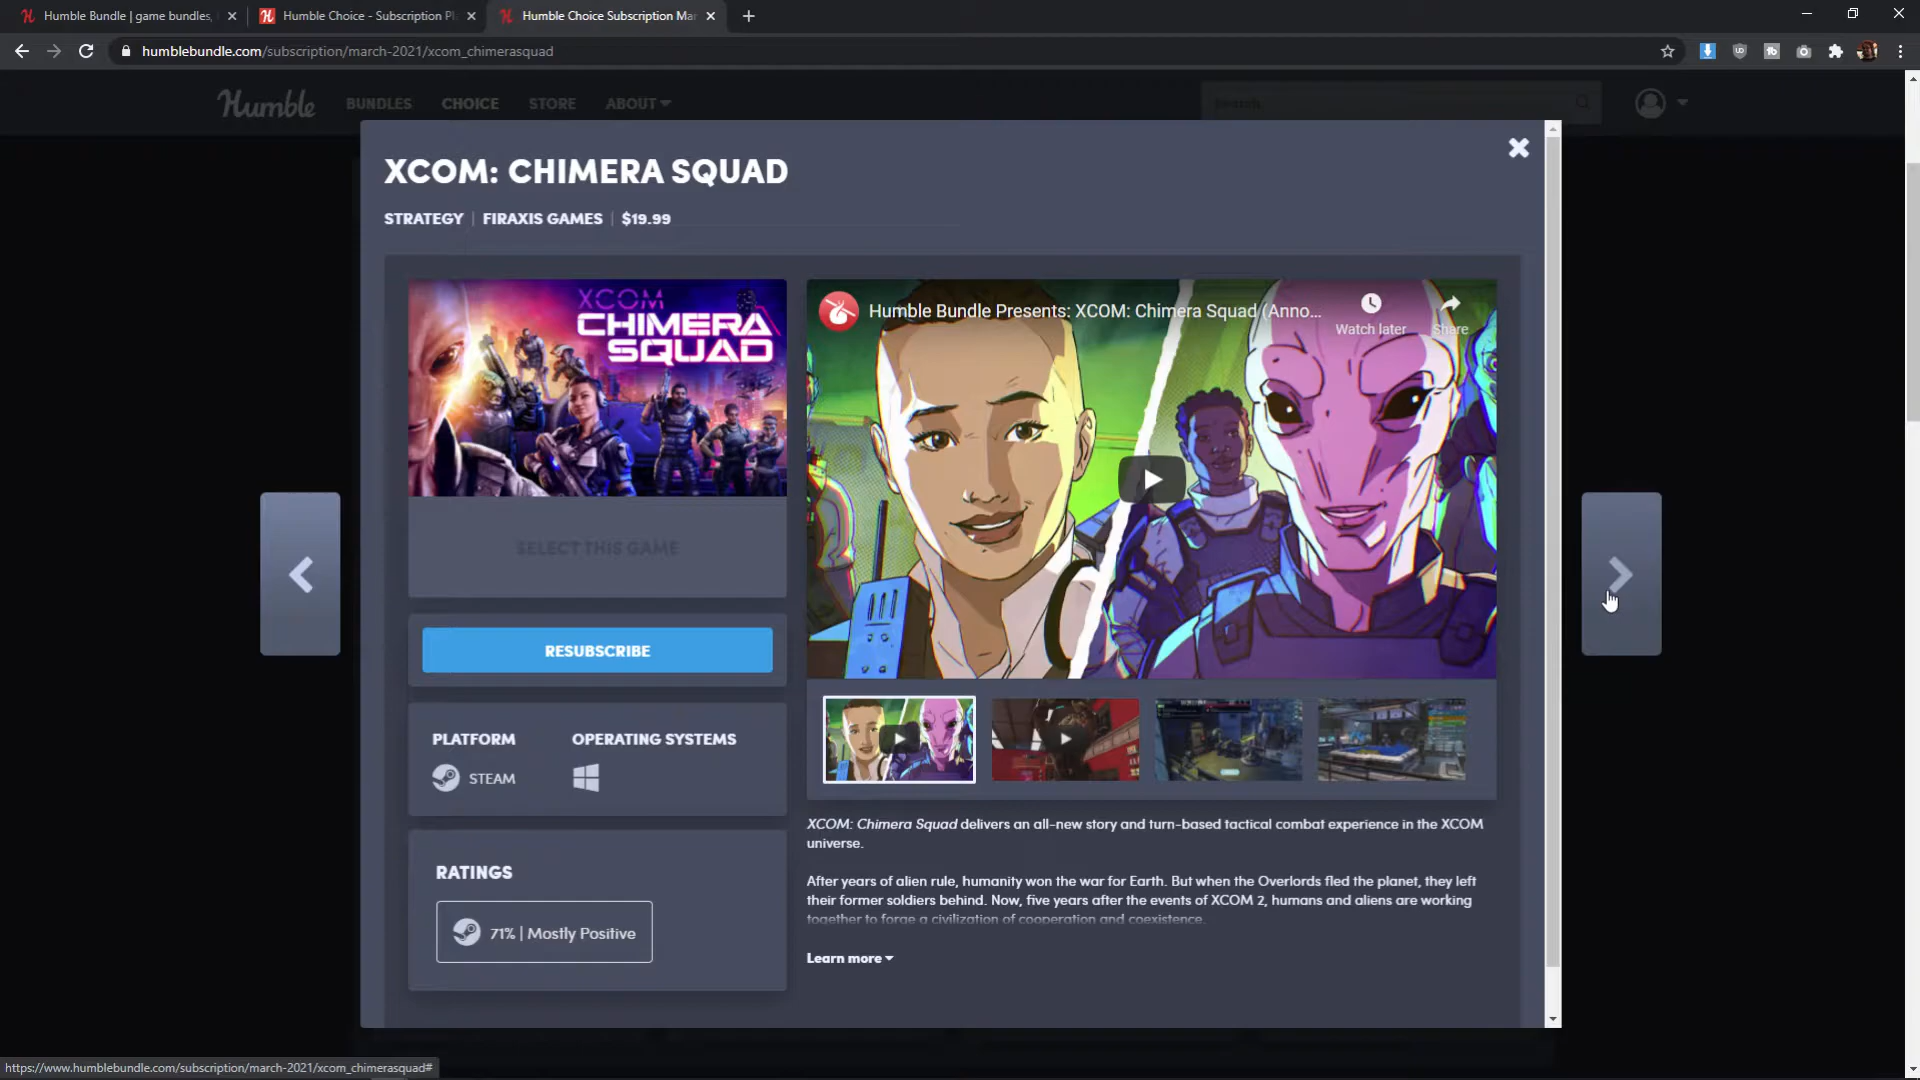 Humble Bundle | game bundles,
Humble Choice - Subscription Pl
Humble Choice Subscription Mar
humblebundle.com/subscription/march-2021/xcom_chimerasquad
Humble
BUNDLES
CHOICE
STORE
ABOUT
Search
XCOM: CHIMERA SQUAD
STRATEGY | FIRAXIS GAMES | $19.99
XCOM
CHIMERA
SQUAD
Humble Bundle Presents: XCOM: Chimera Squad (Anno...
Watch later
Share
SELECT THIS GAME
RESUBSCRIBE
PLATFORM
OPERATING SYSTEMS
STEAM
RATINGS
71% | Mostly Positive
XCOM: Chimera Squad delivers an all-new story and turn-based tactical combat experience in the XCOM
universe.
After years of alien rule, humanity won the war for Earth. But when the Overlords fled the planet, they left
their former soldiers behind. Now, five years after the events of XCOM 2, humans and aliens are working
together to forge a civilization of cooperation and coexistence.
Learn more
https://www.humblebundle.com/subscription/march-2021/xcom_chimerasquad#